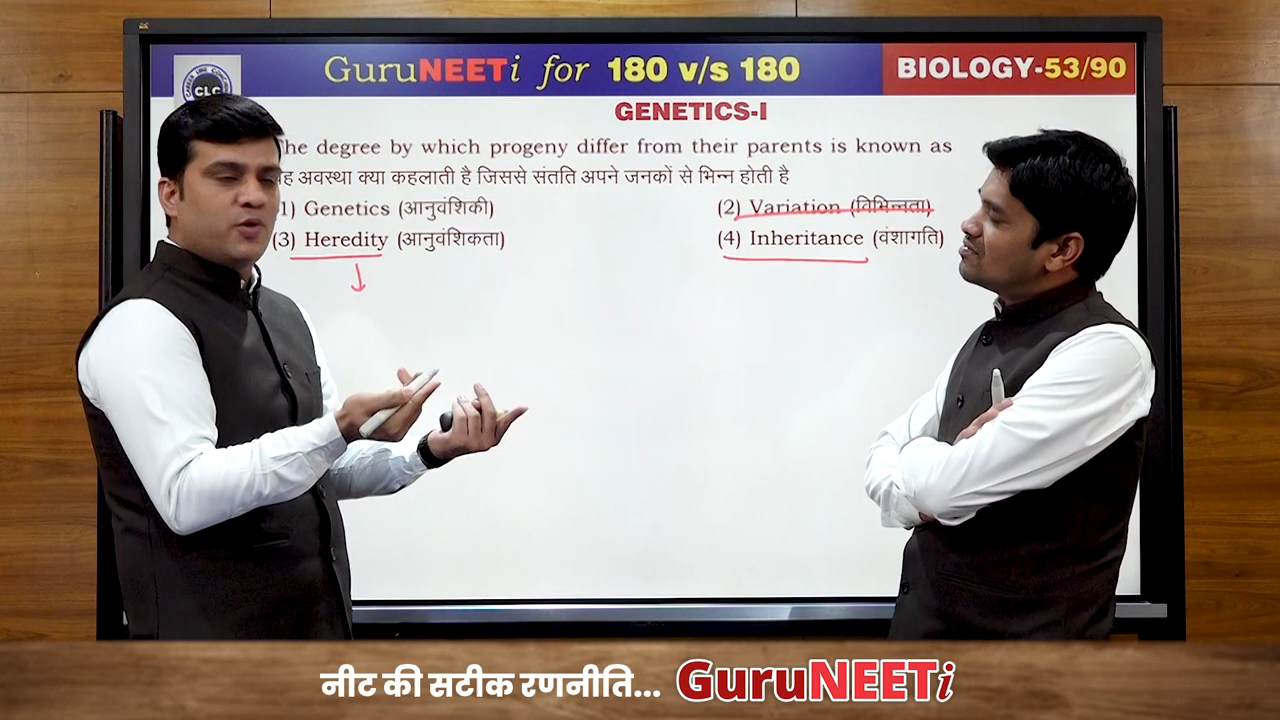 GuruNEETi for 180 v/s 180
BIOLOGY-53/90
CLC
GENETICS-I
he degree by which progeny differ from their parents is known as
ह अवस्था क्या कहलाती है जिससे संतति अपने जनकों से भिन्न होती है
1) Genetics (आनुवंशिकी)
(2) Variation (विभिन्नता)
(3) Heredity (आनुवंशिकता)
(4) Inheritance (वंशागति)
नीट की सटीक रणनीति... GuruNEETi